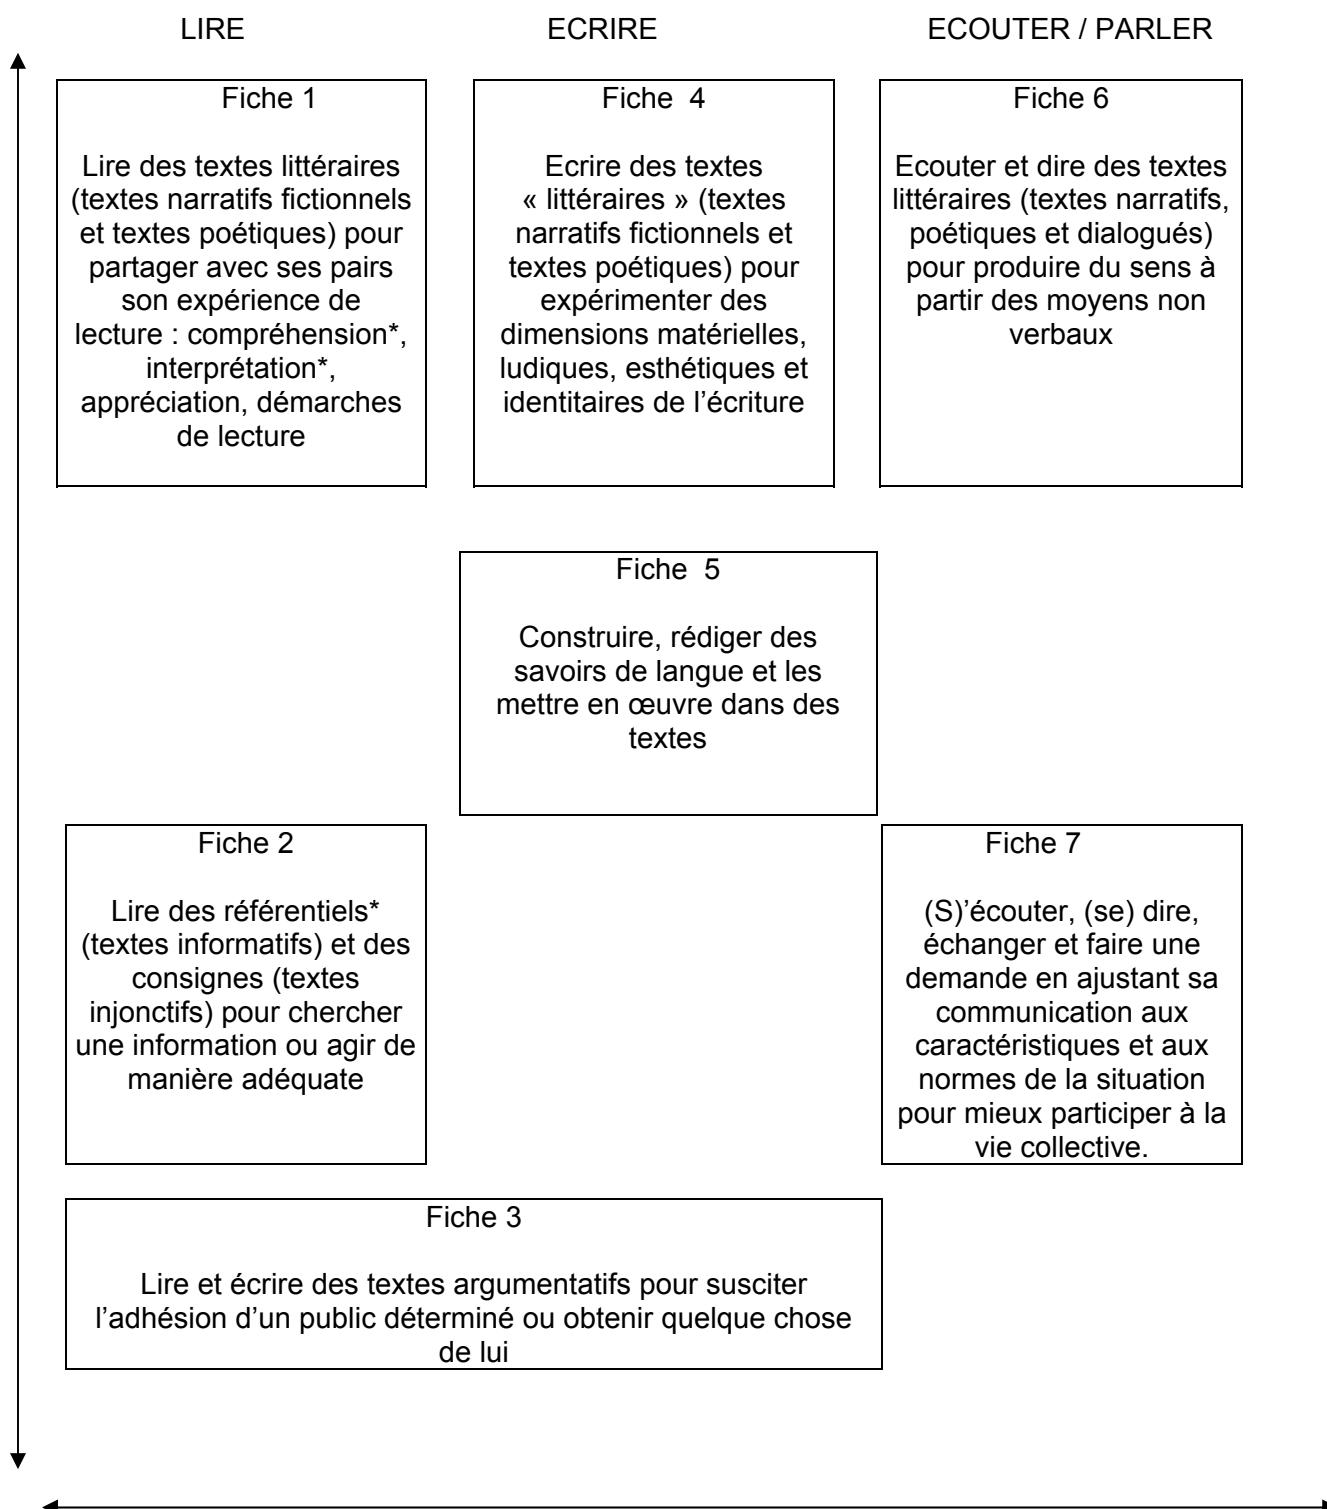 LIRE
ECRIRE
ECOUTER / PARLER
Fiche 1
Lire des textes littéraires
(textes narratifs fictionnels
et textes poétiques) pour
partager avec ses pairs
son expérience de
lecture : compréhension*,
interprétation*,
appréciation, démarches
de lecture
Fiche 4
Ecrire des textes
« littéraires » (textes
narratifs fictionnels et
textes poétiques) pour
expérimenter des
dimensions matérielles,
ludiques, esthétiques et
identitaires de l’écriture
Fiche 6
Ecouter et dire des textes
littéraires (textes narratifs,
poétiques et dialogués)
pour produire du sens à
partir des moyens non
verbaux
Fiche 5
Construire, rédiger des
savoirs de langue et les
mettre en œuvre dans des
textes
Fiche 2
Lire des référentiels*
(textes informatifs) et des
consignes (textes
injonctifs) pour chercher
une information ou agir de
manière adéquate
Fiche 7
(S)’écouter, (se) dire,
échanger et faire une
demande en ajustant sa
communication aux
caractéristiques et aux
normes de la situation
pour mieux participer à la
vie collective.
Fiche 3
Lire et écrire des textes argumentatifs pour susciter
l’adhésion d’un public déterminé ou obtenir quelque chose
de lui